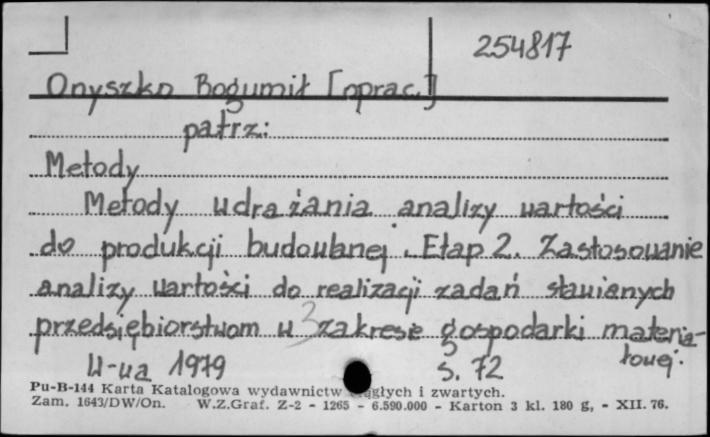 254817
Onyszko Bogumił [oprac.]
patrz:
Metody
Metody wdrażania analizy wartości
do produkcji budowlanej. Etap 2. Zastosowanie
analizy wartości do realizacji zadań stawianych
przedsiębiorstwom w zakresie gospodarki materia-
łowej.
3
W-wa 1979 s. 72
Pu-B-144 Karta Katalogowa wydawnictw ciągłych i zwartych.
Zam. 1643/DW/On. W.Z.Graf. Z-2 - 1265 - 6.590.000 - Karton 3 kl. 180 g, - XII. 76.